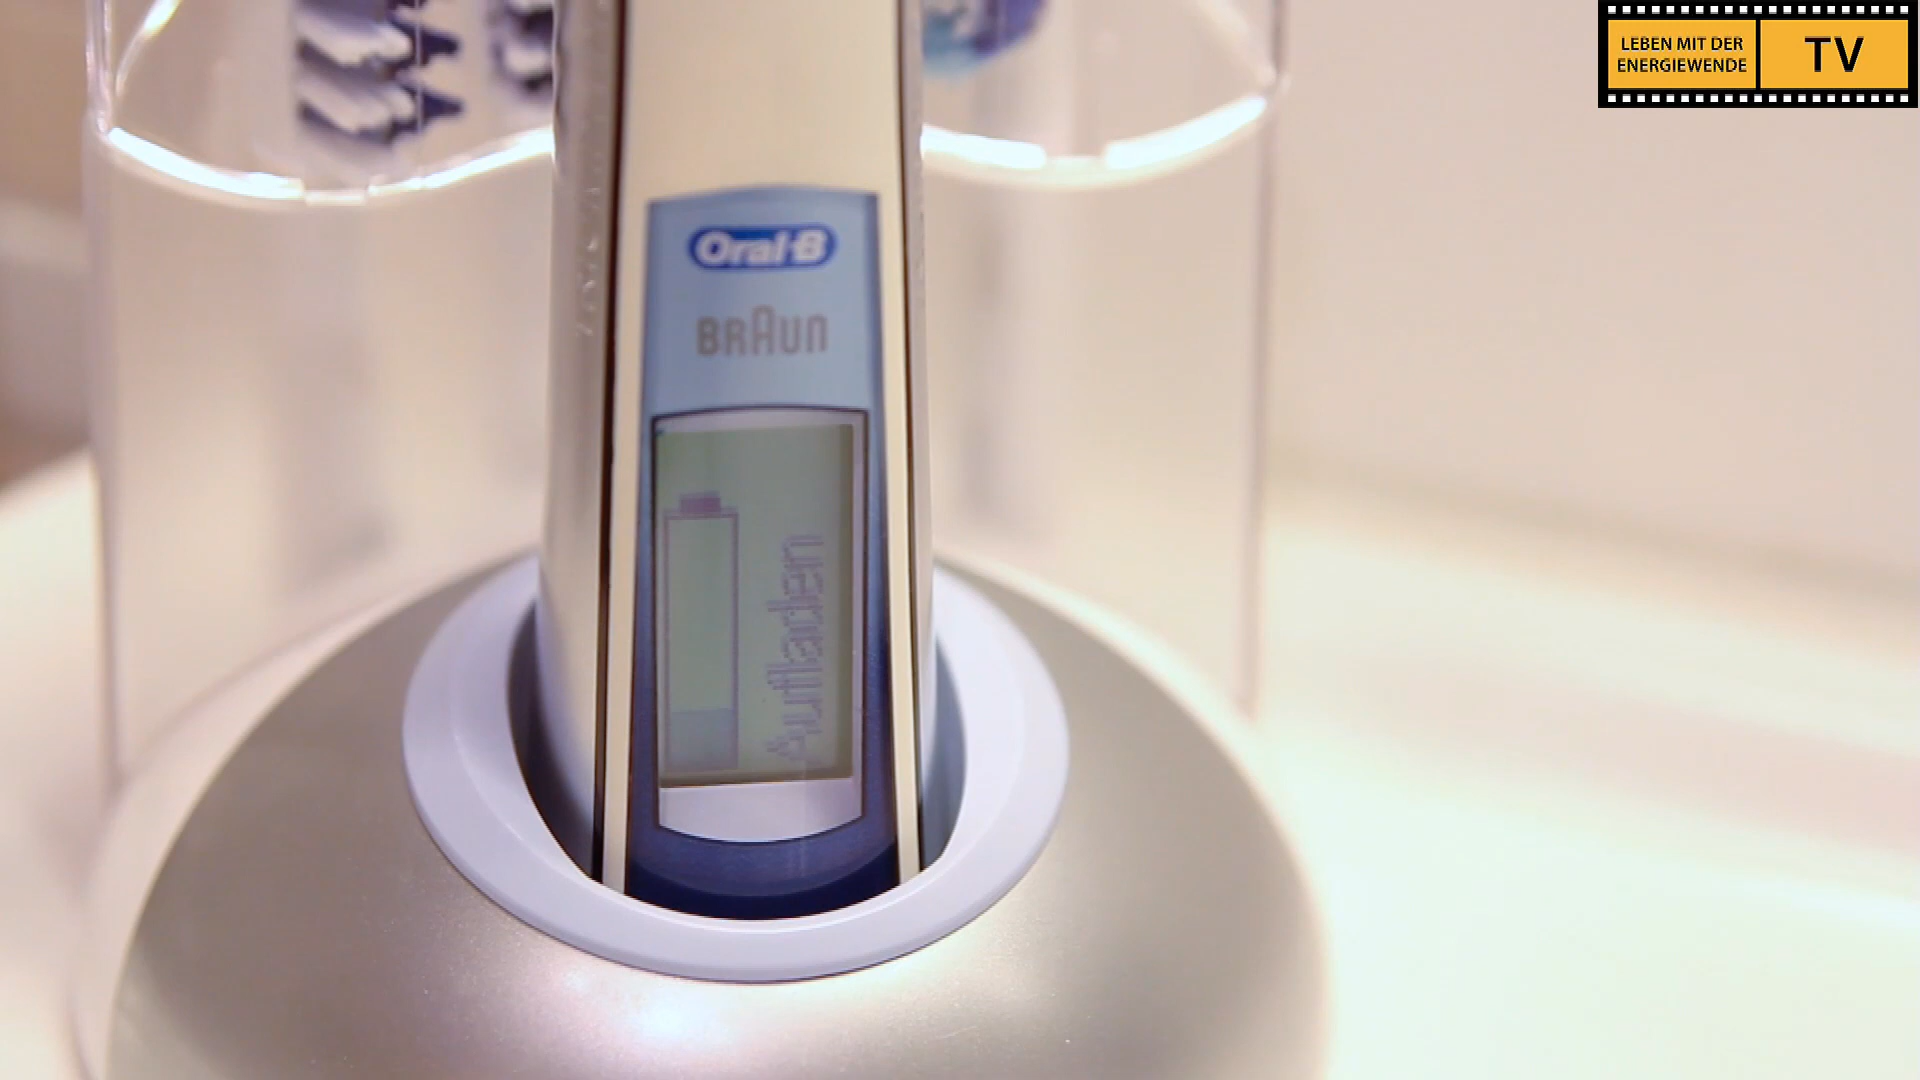 LEBEN MIT DER
ENERGIEWENDE
TV
Oral-B
BRAUN
Aufladen